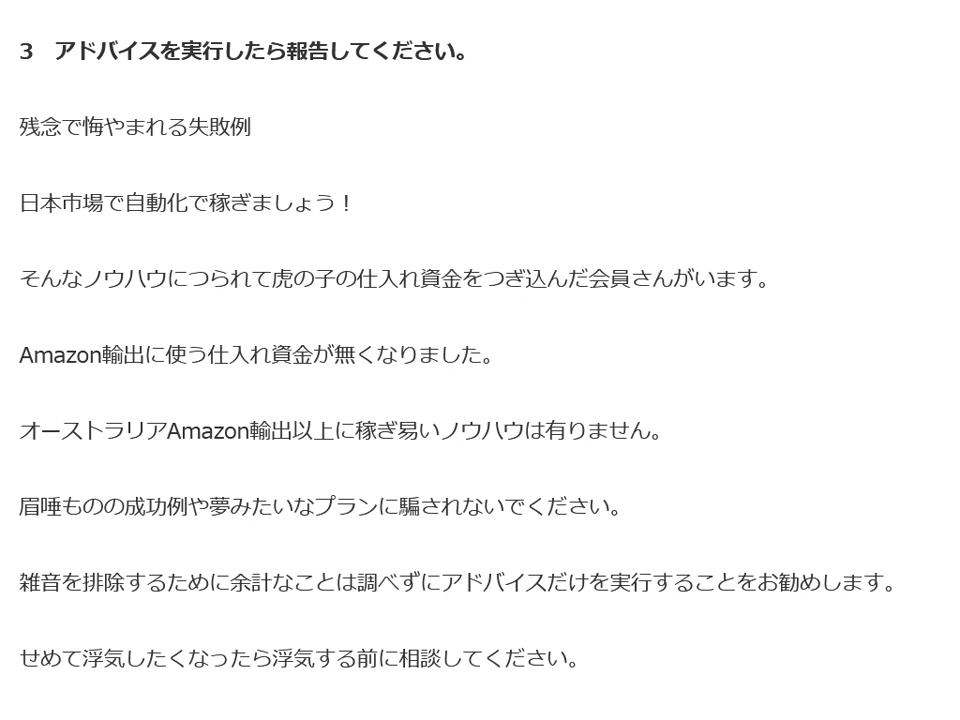 3　アドバイスを実行したら報告してください。
残念で悔やまれる失敗例
日本市場で自動化で稼ぎましょう！
そんなノウハウにつられて虎の子の仕入れ資金をつぎ込んだ会員さんがいます。
Amazon輸出に使う仕入れ資金が無くなりました。
オーストラリアAmazon輸出以上に稼ぎ易いノウハウは有りません。
眉唾ものの成功例や夢みたいなプランに騙されないでください。
雑音を排除するために余計なことは調べずにアドバイスだけを実行することをお勧めします。
せめて浮気したくなったら浮気する前に相談してください。